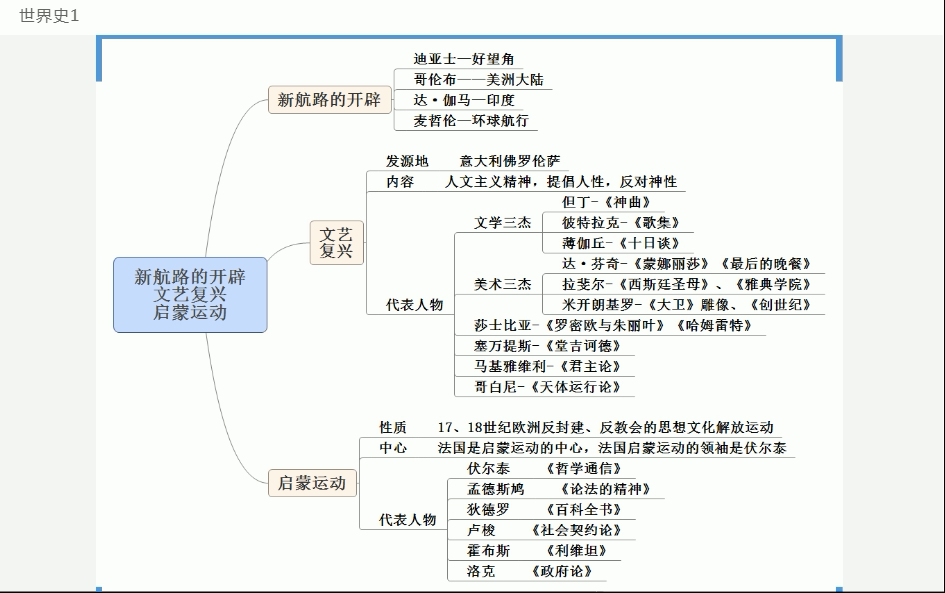 世界史1
新航路的开辟
文艺复兴
启蒙运动
新航路的开辟
迪亚士—好望角
哥伦布——美洲大陆
达·伽马—印度
麦哲伦—环球航行
文艺
复兴
发源地 意大利佛罗伦萨
内容 人文主义精神，提倡人性，反对神性
代表人物
文学三杰
但丁-《神曲》
彼特拉克-《歌集》
薄伽丘-《十日谈》
美术三杰
达·芬奇-《蒙娜丽莎》《最后的晚餐》
拉斐尔-《西斯廷圣母》、《雅典学院》
米开朗基罗-《大卫》雕像、《创世纪》
莎士比亚-《罗密欧与朱丽叶》《哈姆雷特》
塞万提斯-《堂吉诃德》
马基雅维利-《君主论》
哥白尼-《天体运行论》
启蒙运动
性质 17、18世纪欧洲反封建、反教会的思想文化解放运动
中心 法国是启蒙运动的中心，法国启蒙运动的领袖是伏尔泰
代表人物
伏尔泰 《哲学通信》
孟德斯鸠 《论法的精神》
狄德罗 《百科全书》
卢梭 《社会契约论》
霍布斯 《利维坦》
洛克 《政府论》